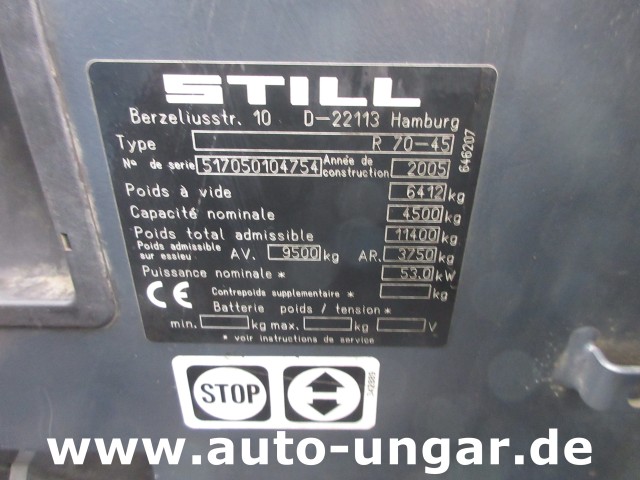 STILL
Berzeliusstr. 10 D-22113 Hamburg
Type R 70-45
N° de serie 517050104754 Année de construction 2005
Poids à vide 6412 kg
Capacité nominale 4500 kg
Poids total admissible 11400 kg
Poids admissible sur essieu AV. 9500 kg AR. 3750 kg
Puissance nominale * 53.0 kW
Contrepoids supplementaire * kg
Batterie poids / tension *
min. kg max. kg V
* voir instructions de service
646207
CE
STOP
www.auto-ungar.de